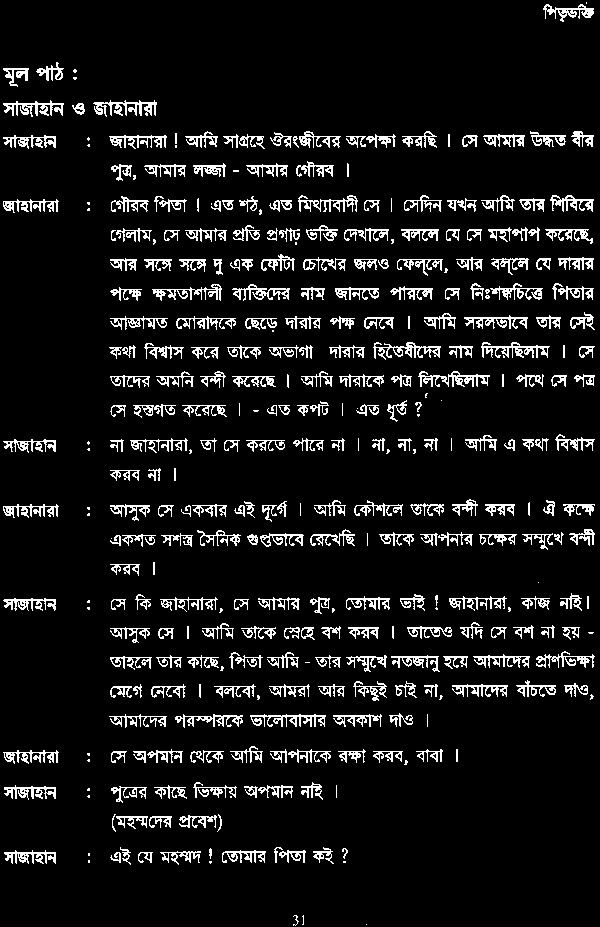 পিতৃভক্তি
মূল পাঠ :
সাজাহান ও জাহানারা
সাজাহান : জাহানারা ! আমি সাগ্রহে ঔরংজীবের অপেক্ষা করছি । সে আমার উদ্ধত বীর
পুত্র, আমার লজ্জা - আমার গৌরব ।
জাহানারা : গৌরব পিতা ! এত শঠ, এত মিথ্যাবাদী সে । সেদিন যখন আমি তার শিবিরে
গেলাম, সে আমার প্রতি প্রগাঢ় ভক্তি দেখালে, বললে যে সে মহাপাপ করেছে,
আর সঙ্গে সঙ্গে দু এক ফোঁটা চোখের জলও ফেল্‌লে, আর বল্‌লে যে দারার
পক্ষে ক্ষমতাশালী ব্যক্তিদের নাম জানতে পারলে সে নিঃশঙ্কচিত্তে পিতার
আজ্ঞামত মোরাদকে ছেড়ে দারার পক্ষ নেবে । আমি সরলভাবে তার সেই
কথা বিশ্বাস করে তাকে অভাগা দারার হিতৈষীদের নাম দিয়েছিলাম । সে
তাদের অমনি বন্দী করেছে । আমি দারাকে পত্র লিখেছিলাম । পথে সে পত্র
সে হস্তগত করেছে । - এত কপট । এত ধূর্ত ?
সাজাহান : না জাহানারা, তা সে করতে পারে না । না, না, না । আমি এ কথা বিশ্বাস
করব না ।
জাহানারা : আসুক সে একবার এই দূর্গে । আমি কৌশলে তাকে বন্দী করব । ঐ কক্ষে
একশত সশস্ত্র সৈনিক গুপ্তভাবে রেখেছি । তাকে আপনার চক্ষের সম্মুখে বন্দী
করব ।
সাজাহান : সে কি জাহানারা, সে আমার পুত্র, তোমার ভাই ! জাহানারা, কাজ নাই।
আসুক সে । আমি তাকে স্নেহে বশ করব । তাতেও যদি সে বশ না হয় -
তাহলে তার কাছে, পিতা আমি - তার সম্মুখে নতজানু হয়ে আমাদের প্রাণভিক্ষা
মেগে নেবো । বলবো, আমরা আর কিছুই চাই না, আমাদের বাঁচতে দাও,
আমাদের পরস্পরকে ভালোবাসার অবকাশ দাও ।
জাহানারা : সে অপমান থেকে আমি আপনাকে রক্ষা করব, বাবা ।
সাজাহান : পুত্রের কাছে ভিক্ষায় অপমান নাই ।
(মহম্মদের প্রবেশ)
সাজাহান : এই যে মহম্মদ ! তোমার পিতা কই ?
31